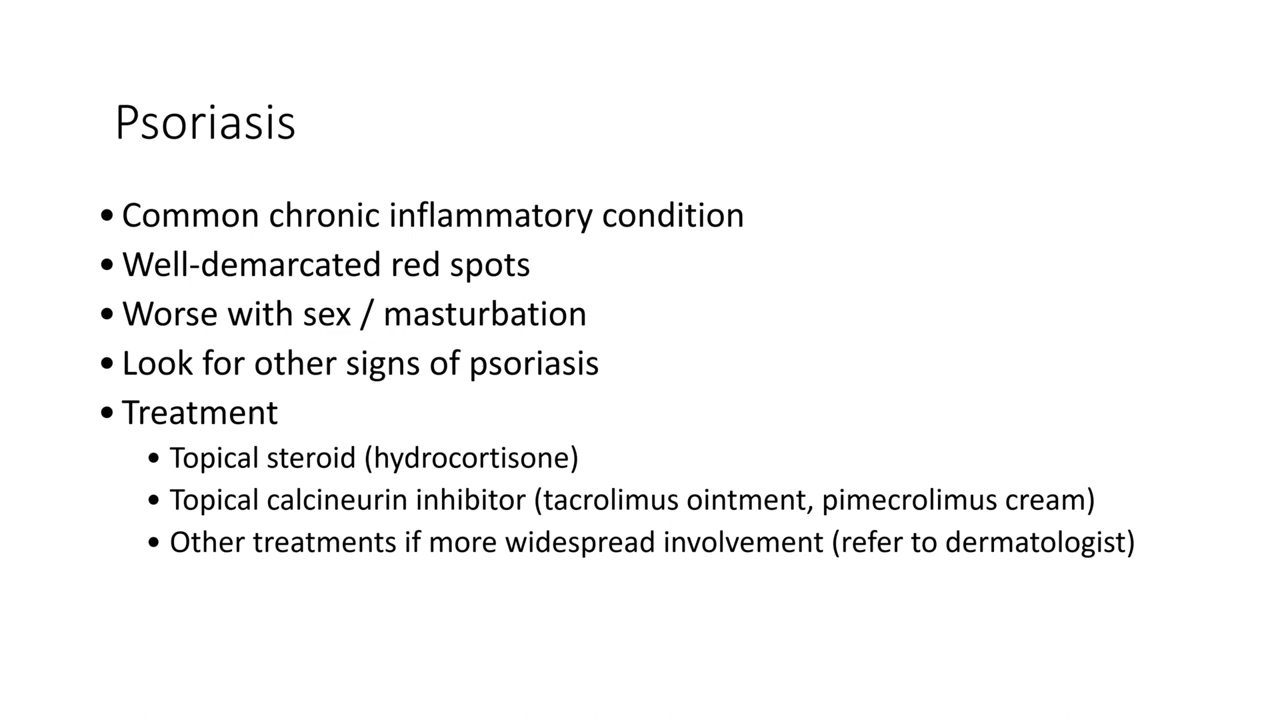 Psoriasis
• Common chronic inflammatory condition
• Well-demarcated red spots
• Worse with sex / masturbation
• Look for other signs of psoriasis
• Treatment
• Topical steroid (hydrocortisone)
• Topical calcineurin inhibitor (tacrolimus ointment, pimecrolimus cream)
• Other treatments if more widespread involvement (refer to dermatologist)